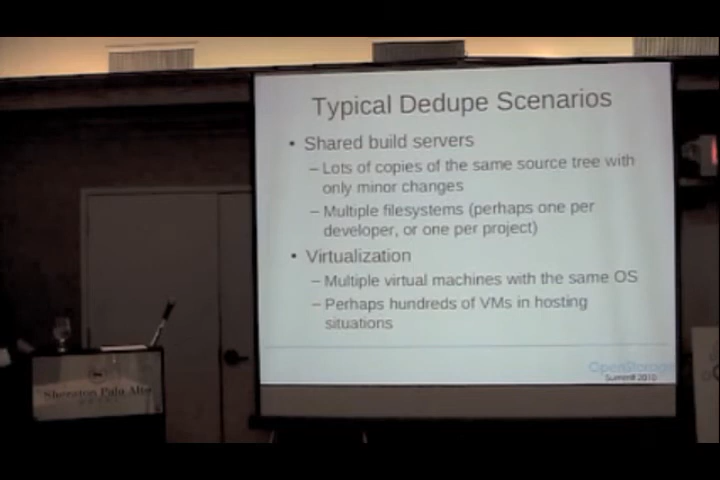 Typical Dedupe Scenarios
• Shared build servers
– Lots of copies of the same source tree with
only minor changes
– Multiple filesystems (perhaps one per
developer, or one per project)
• Virtualization
– Multiple virtual machines with the same OS
– Perhaps hundreds of VMs in hosting
situations
OpenStorage
Summit 2010
Sheraton Palo Alto